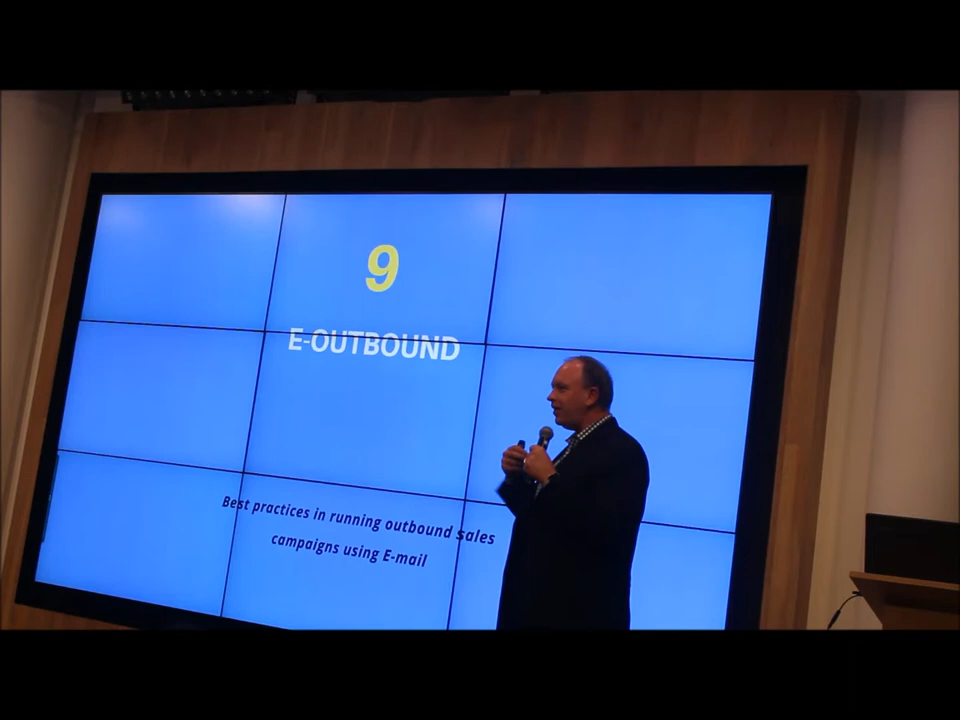 9
E-OUTBOUND
Best practices in running outbound sales
campaigns using E-mail